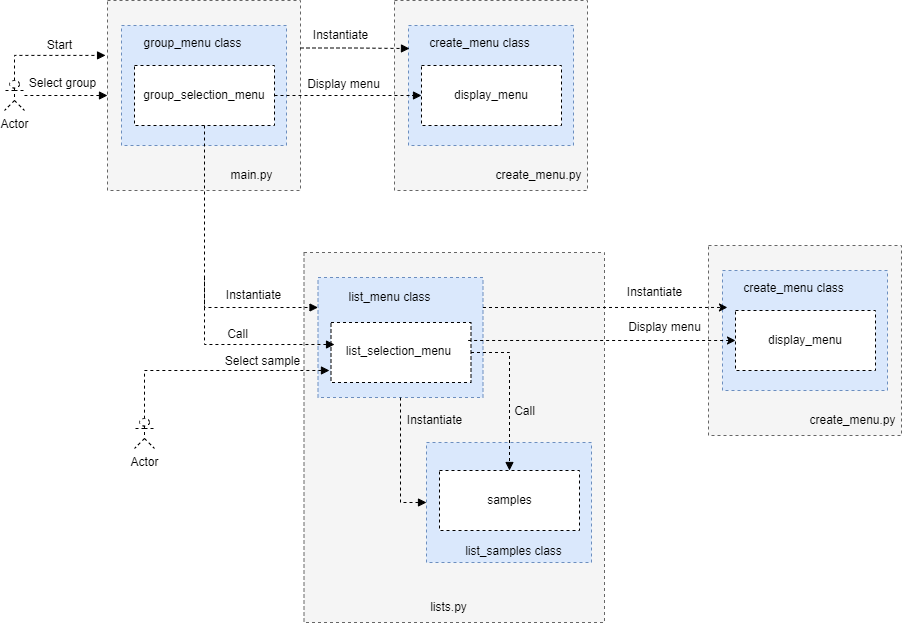 Start
Select group
Actor
group_menu class
group_selection_menu
main.py
Instantiate
Display menu
create_menu class
display_menu
create_menu.py
Instantiate
Call
Select sample
Actor
list_menu class
list_selection_menu
Instantiate
Call
samples
list_samples class
lists.py
Instantiate
Display menu
create_menu class
display_menu
create_menu.py